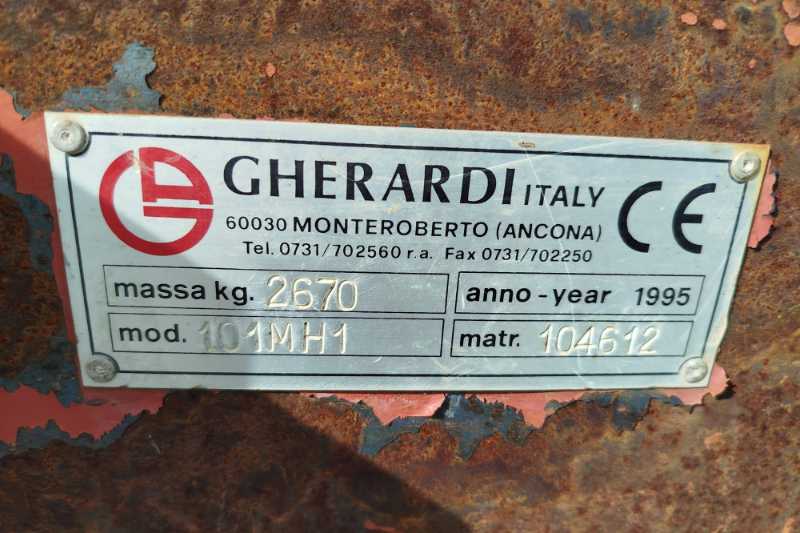 GHERARDI ITALY
60030 MONTEROBERTO (ANCONA)
Tel. 0731/702560 r.a. Fax 0731/702250
CE
massa kg. 2670
anno - year 1995
mod. 101MH1
matr. 104612